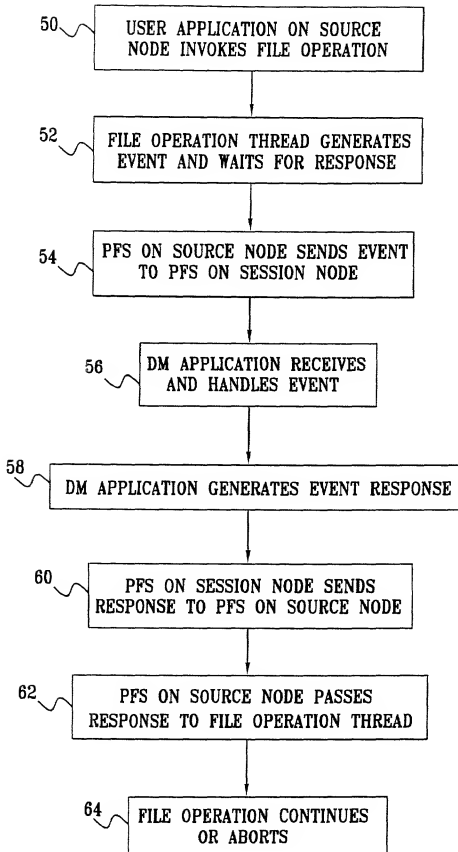 50
USER APPLICATION ON SOURCE
NODE INVOKES FILE OPERATION
52
FILE OPERATION THREAD GENERATES
EVENT AND WAITS FOR RESPONSE
54
PFS ON SOURCE NODE SENDS EVENT
TO PFS ON SESSION NODE
56
DM APPLICATION RECEIVES
AND HANDLES EVENT
58
DM APPLICATION GENERATES EVENT RESPONSE
60
PFS ON SESSION NODE SENDS
RESPONSE TO PFS ON SOURCE NODE
62
PFS ON SOURCE NODE PASSES
RESPONSE TO FILE OPERATION THREAD
64
FILE OPERATION CONTINUES
OR ABORTS